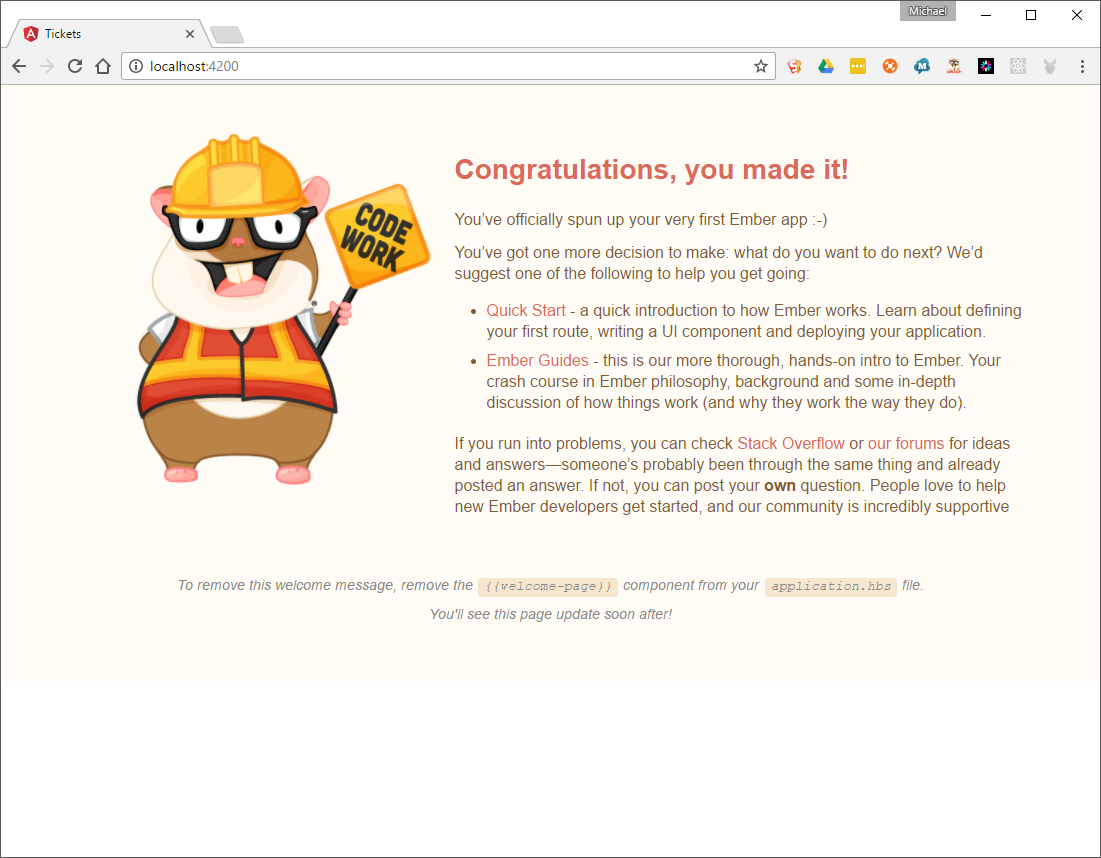 Michael
Tickets
localhost:4200
CODE
WORK
Congratulations, you made it!
You’ve officially spun up your very first Ember app :-)
You’ve got one more decision to make: what do you want to do next? We’d
suggest one of the following to help you get going:
• Quick Start - a quick introduction to how Ember works. Learn about defining
your first route, writing a UI component and deploying your application.
• Ember Guides - this is our more thorough, hands-on intro to Ember. Your
crash course in Ember philosophy, background and some in-depth
discussion of how things work (and why they work the way they do).
If you run into problems, you can check Stack Overflow or our forums for ideas
and answers—someone’s probably been through the same thing and already
posted an answer. If not, you can post your own question. People love to help
new Ember developers get started, and our community is incredibly supportive
To remove this welcome message, remove the {{welcome-page}} component from your application.hbs file.
You'll see this page update soon after!